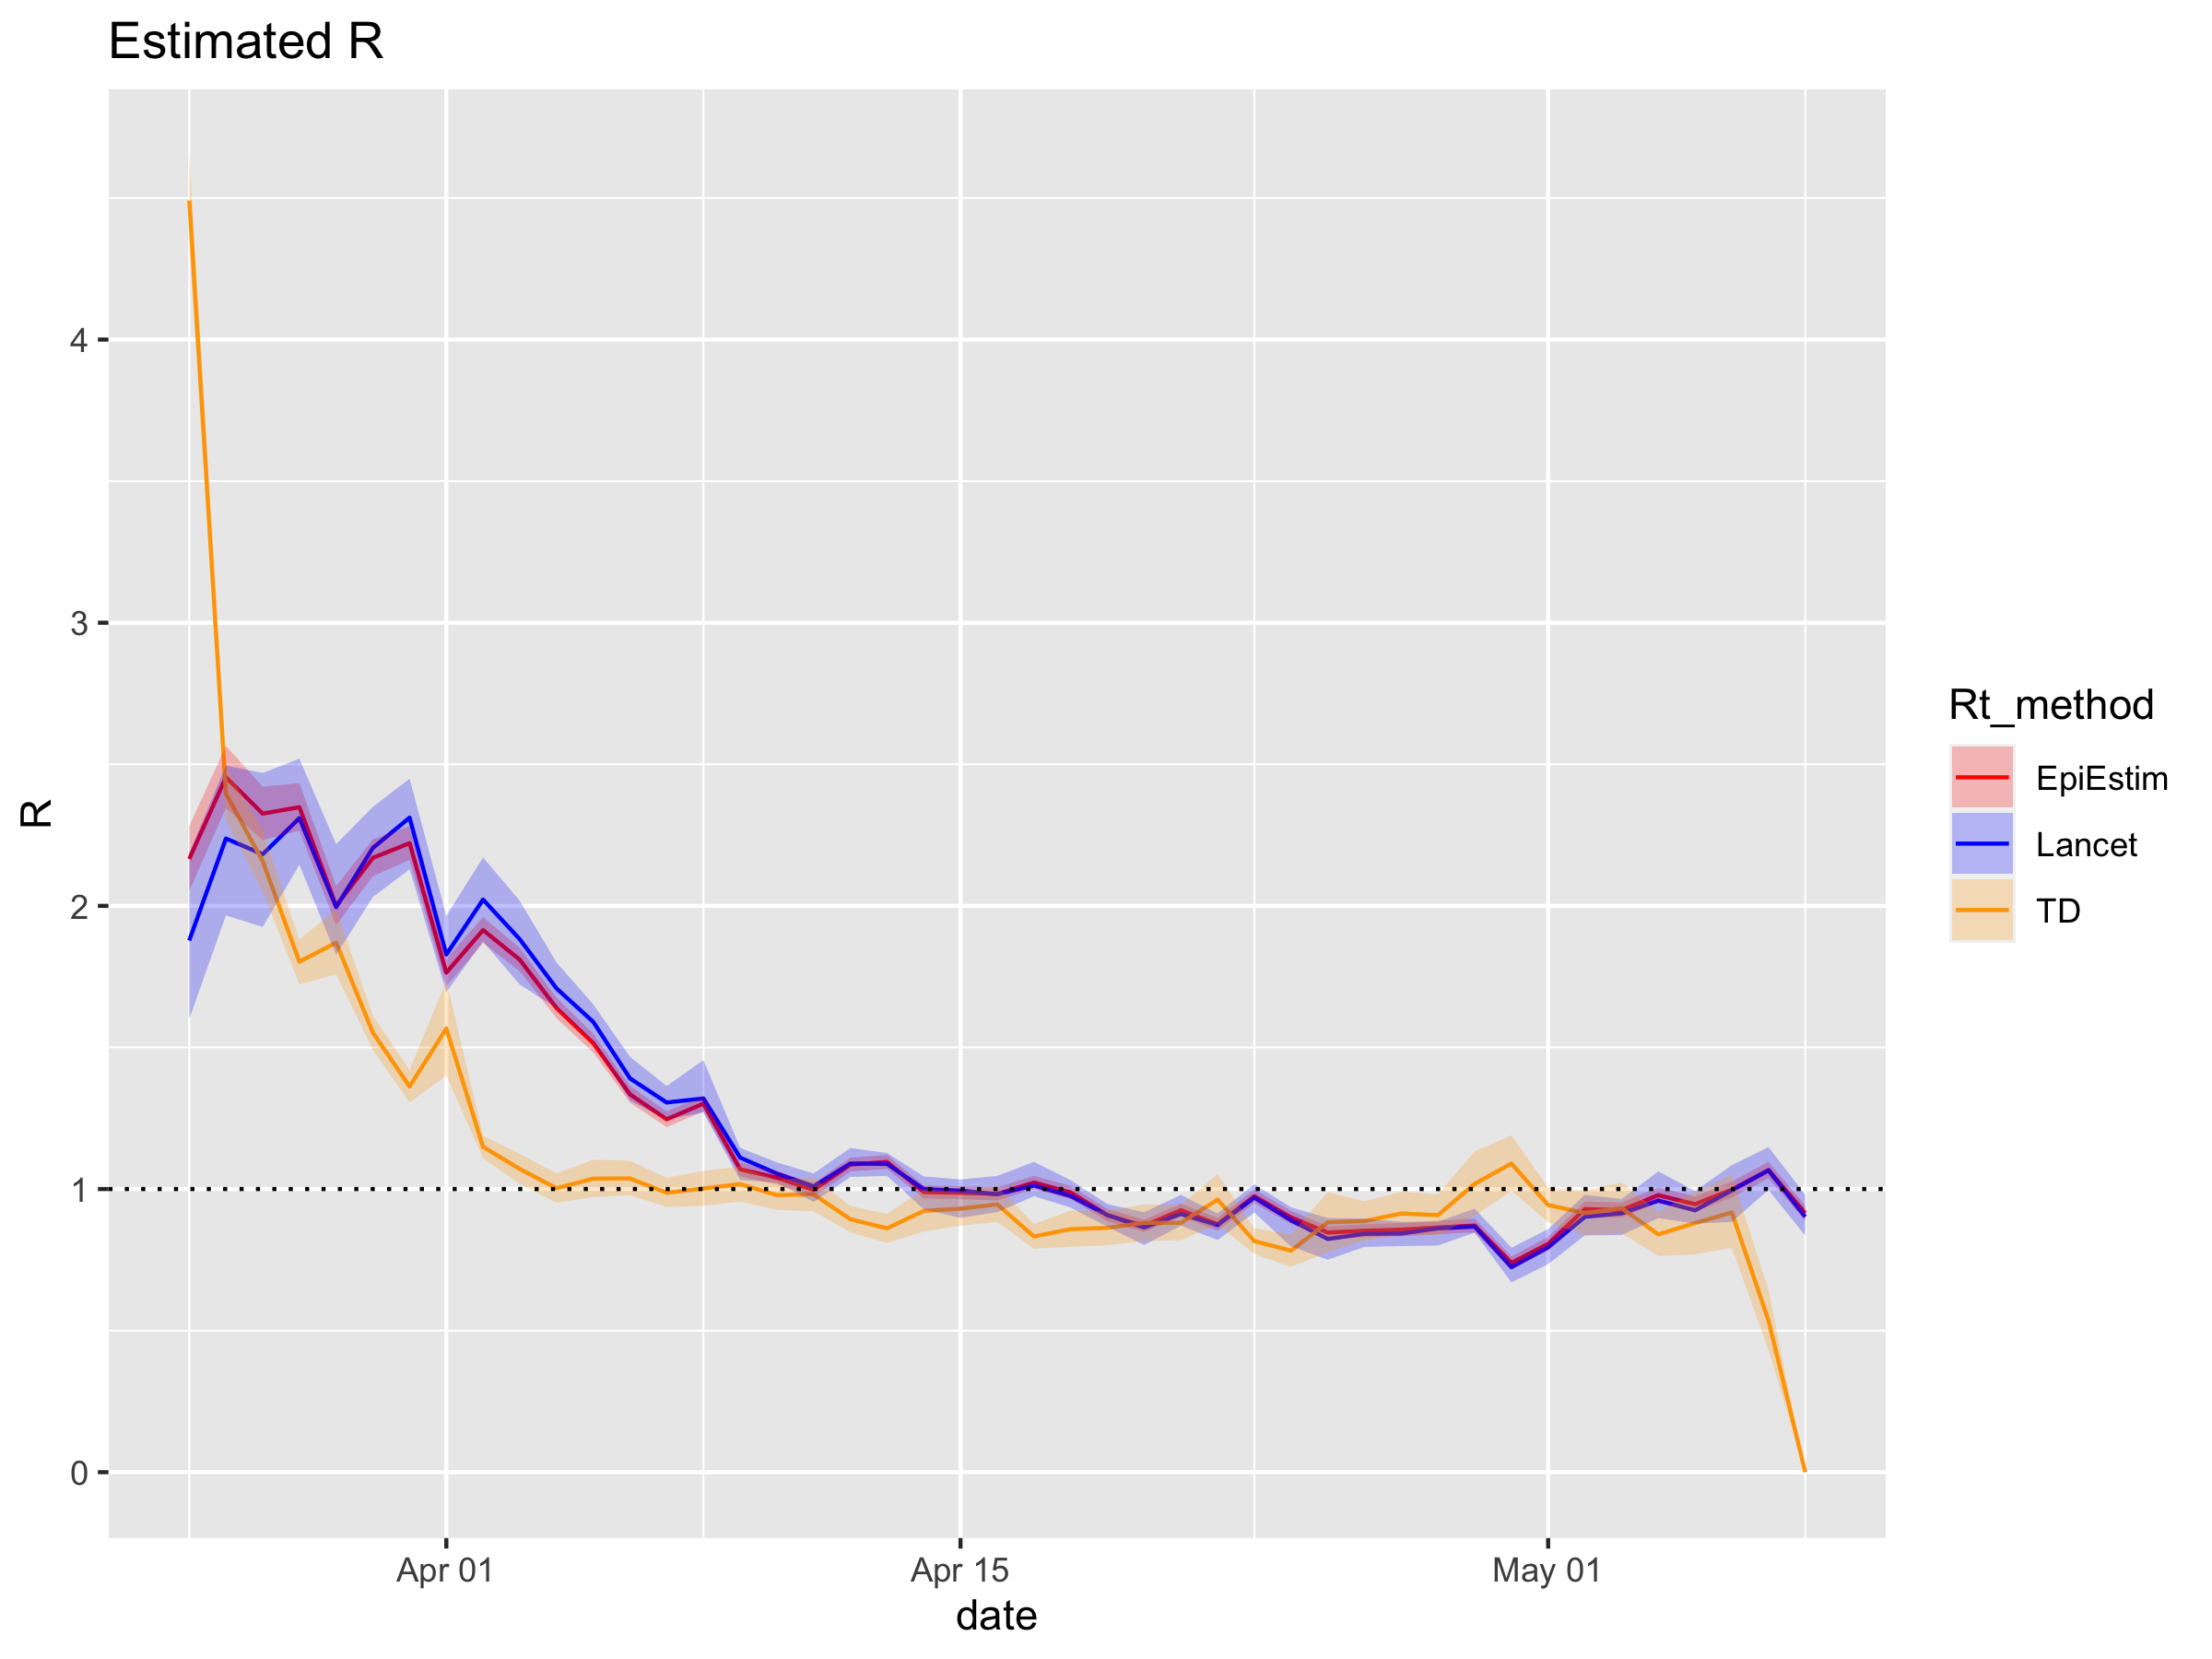 Estimated R
4
3
2
1
0
R
Apr 01
Apr 15
May 01
date
Rt_method
EpiEstim
Lancet
TD